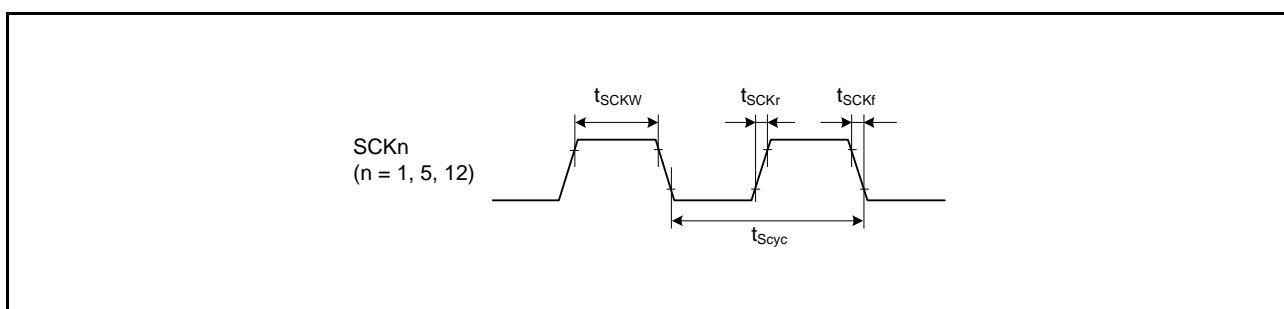 tSCKW
tSCKr
tSCKf
SCKn
(n = 1, 5, 12)
tScyc